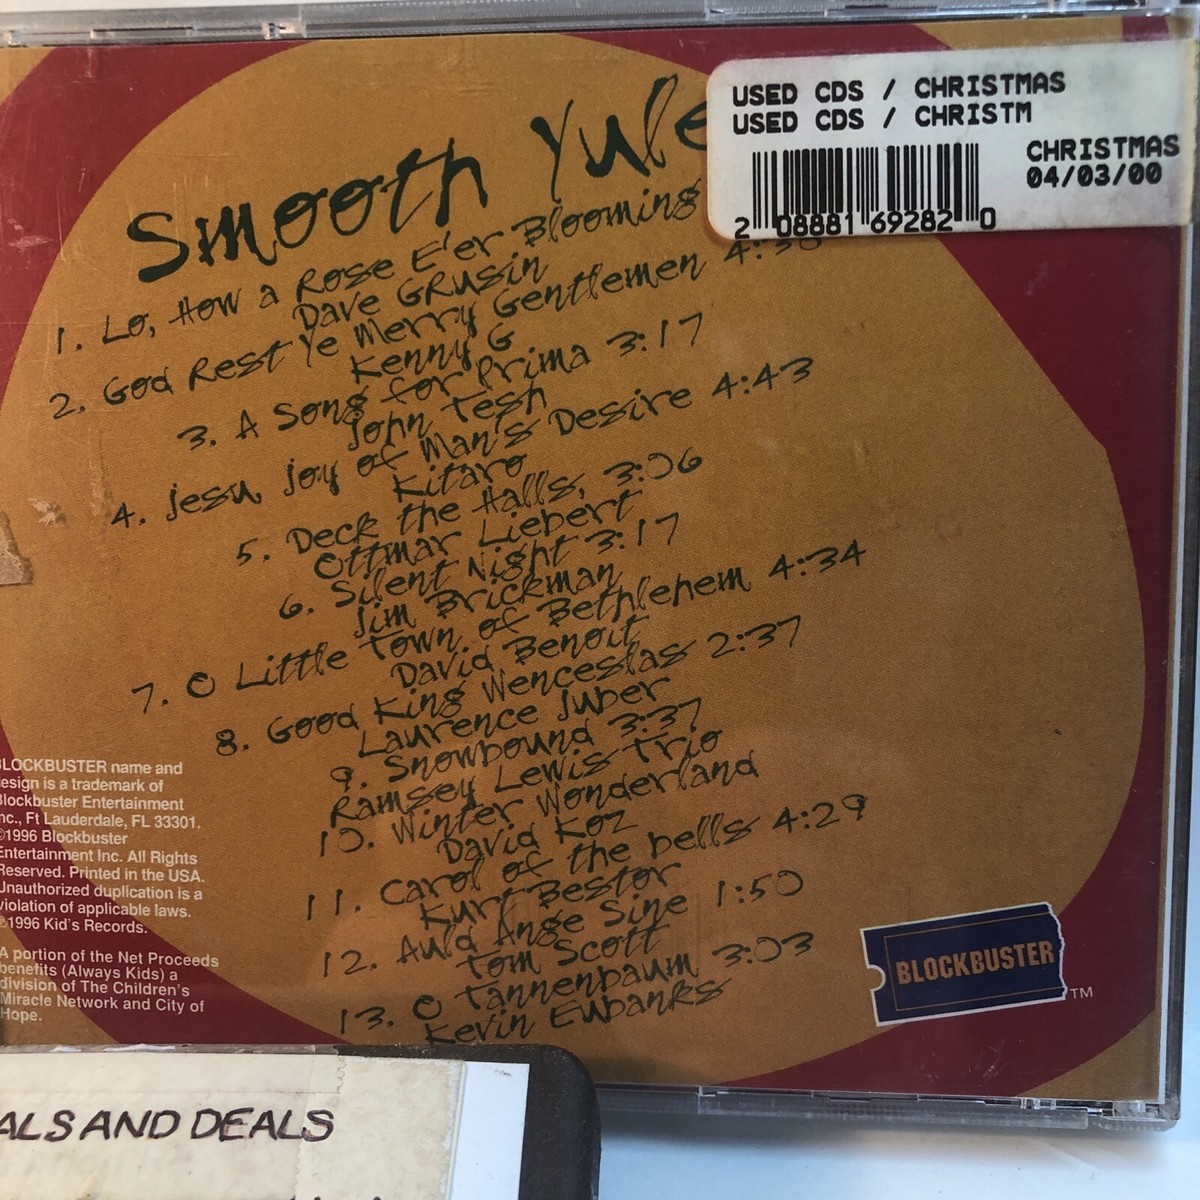 USED CDS / CHRISTMAS
USED CDS / CHRISTM
CHRISTMAS
04/03/00
2 08881 69282 0
Smooth Yule
1. Lo, How a Rose E'er Blooming
Dave Grusin
2. God Rest Ye Merry Gentlemen
Kenny G
3. A Song for Prima 3:17
John Tesh
4. Jesu, Joy of Man's Desire 4:43
Kitaro
5. Deck the Halls, 3:06
Ottmar Liebert
6. Silent Night 3:17
Jim Brickman
7. O Little Town of Bethlehem 4:34
David Benoit
8. Good King Wenceslas 2:37
Laurence Juber
9. Snowbound 3:37
Ramsey Lewis Trio
10. Winter Wonderland
David Koz
11. Carol of the bells 4:29
Kurt Bestor
12. Auld Ange Sine 1:50
Tom Scott
13. O Tannenbaum 3:03
Kevin Eubanks
BLOCKBUSTER name and
design is a trademark of
Blockbuster Entertainment
Inc., Ft Lauderdale, FL 33301.
©1996 Blockbuster
Entertainment Inc. All Rights
Reserved. Printed in the USA.
Unauthorized duplication is a
violation of applicable laws.
℗1996 Kid's Records.
A portion of the Net Proceeds
benefits (Always Kids) a
division of The Children's
Miracle Network and City of
Hope.
BLOCKBUSTER
TM
ALS AND DEALS